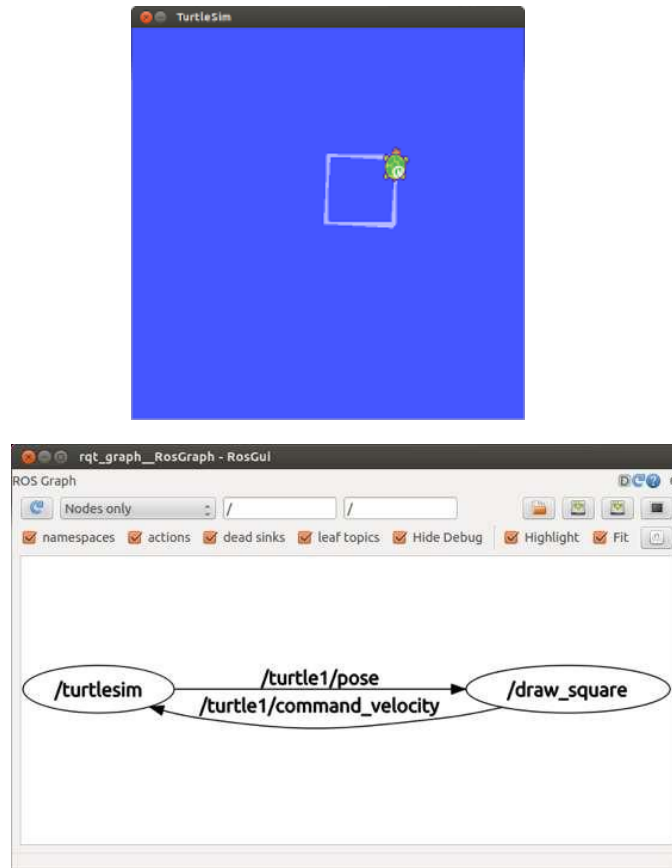 TurtleSim
rqt_graph__RosGraph - RosGui
ROS Graph
D
Nodes only
/
/
namespaces
actions
dead sinks
leaf topics
Hide Debug
Highlight
Fit
/turtle1/pose
/turtlesim
/draw_square
/turtle1/command_velocity